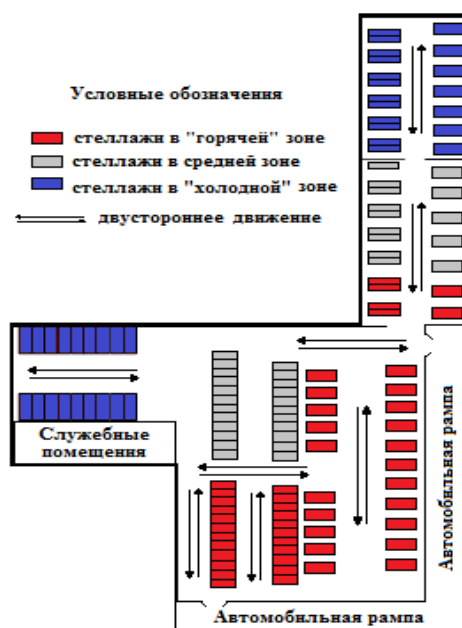 Условные обозначения
стеллажи в "горячей" зоне
стеллажи в средней зоне
стеллажи в "холодной" зоне
двустороннее движение
Служебные
помещения
Автомобильная рампа
Автомобильная рампа